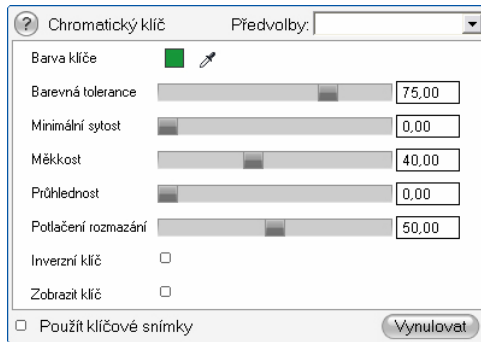 ? Chromatický klíč Předvolby:
Barva klíče
Barevná tolerance 75,00
Minimální sytost 0,00
Měkkost 40,00
Průhlednost 0,00
Potlačení rozmazání 50,00
Inverzní klíč
Zobrazit klíč
Použít klíčové snímky Vynulovat